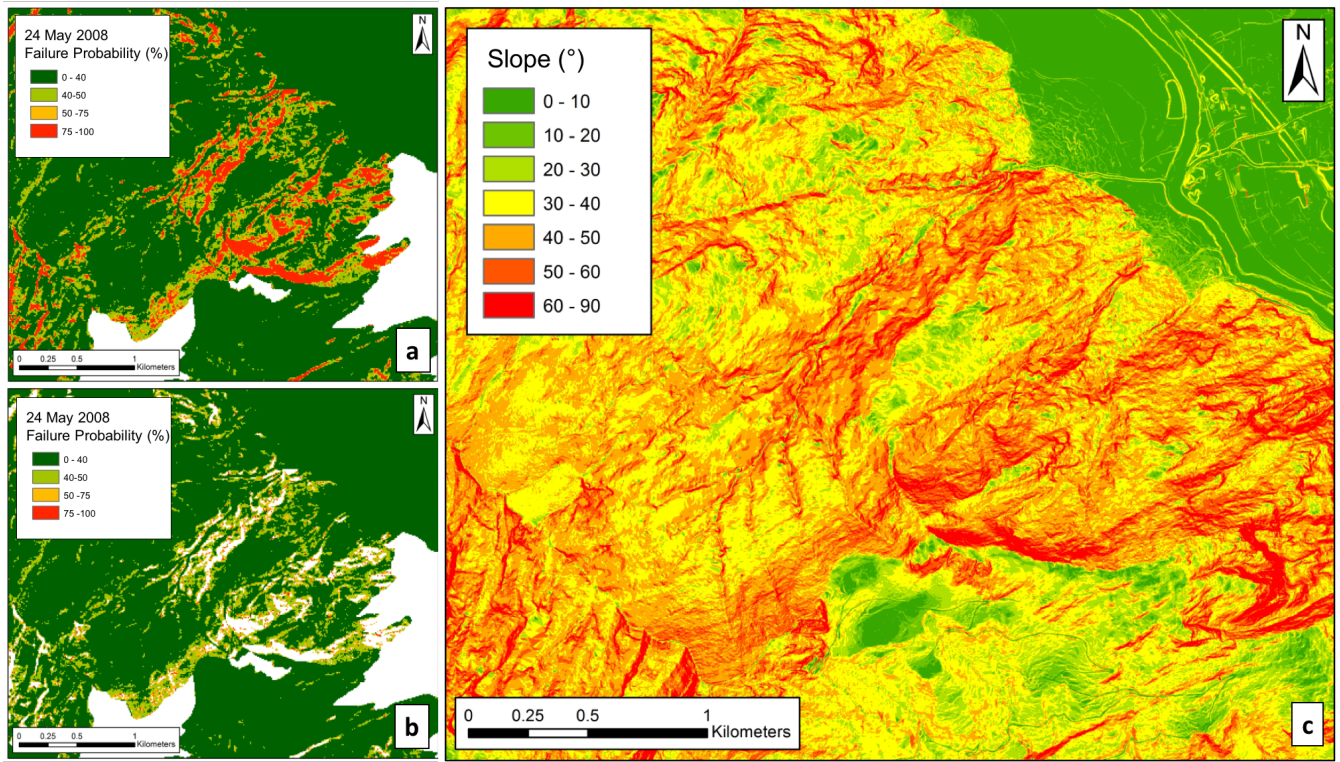 24 May 2008
Failure Probability (%)
0 - 40
40-50
50 -75
75 -100
N
0 0.25 0.5 1
Kilometers
a
24 May 2008
Failure Probability (%)
0 - 40
40-50
50 -75
75 -100
N
0 0.25 0.5 1
Kilometers
b
Slope (°)
0 - 10
10 - 20
20 - 30
30 - 40
40 - 50
50 - 60
60 - 90
N
0 0.25 0.5 1
Kilometers
c